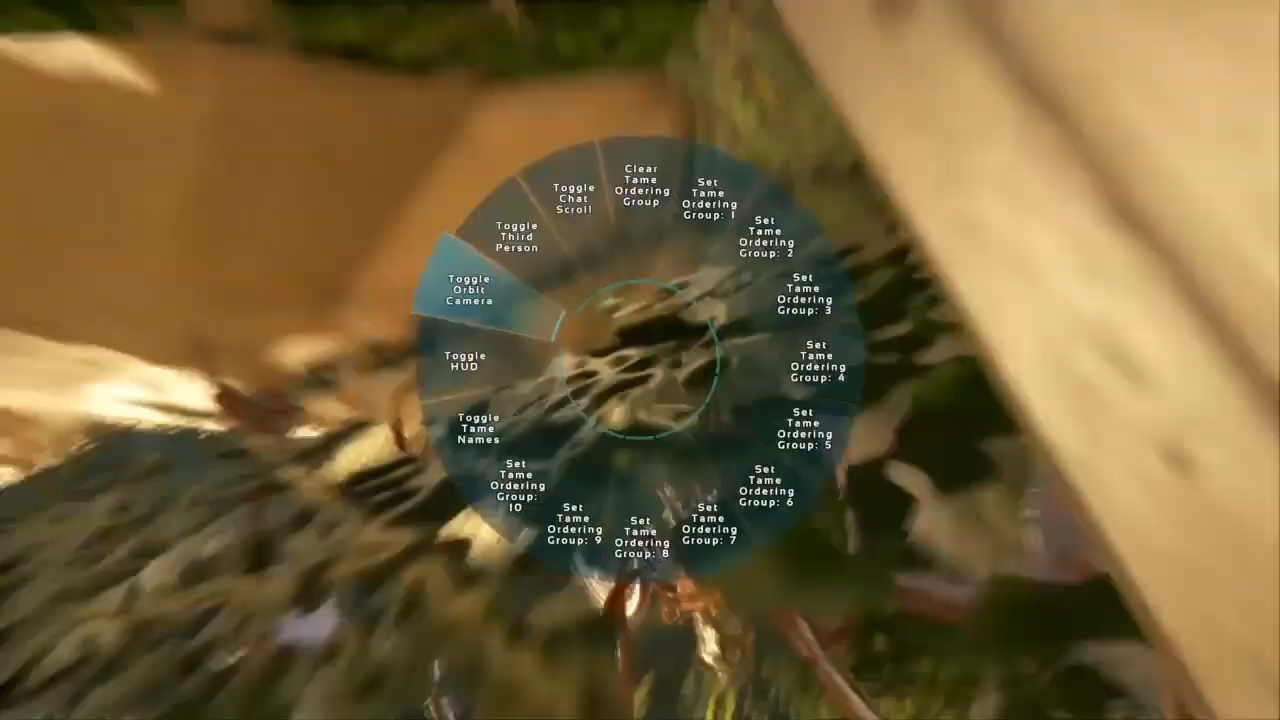 Clear
Tame
Ordering
Group
Set
Tame
Ordering
Group: 1
Set
Tame
Ordering
Group: 2
Set
Tame
Ordering
Group: 3
Set
Tame
Ordering
Group: 4
Set
Tame
Ordering
Group: 5
Set
Tame
Ordering
Group: 6
Set
Tame
Ordering
Group: 7
Set
Tame
Ordering
Group: 8
Set
Tame
Ordering
Group: 9
Set
Tame
Ordering
Group:
10
Toggle
Tame
Names
Toggle
HUD
Toggle
Orbit
Camera
Toggle
Third
Person
Toggle
Chat
Scroll